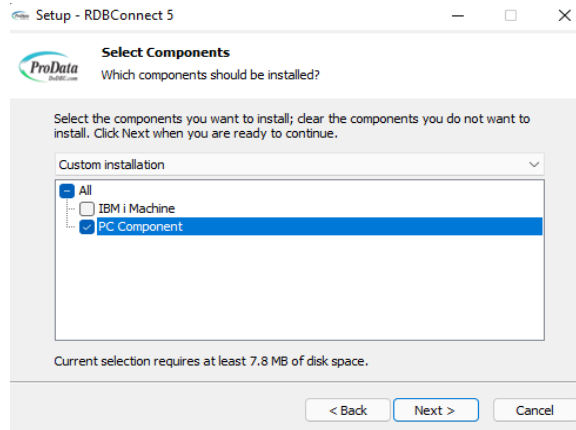 Setup - RDBConnect 5
Select Components
Which components should be installed?
ProData
DoDBC.com
Select the components you want to install; clear the components you do not want to
install. Click Next when you are ready to continue.
Custom installation
All
IBM i Machine
PC Component
Current selection requires at least 7.8 MB of disk space.
< Back
Next >
Cancel